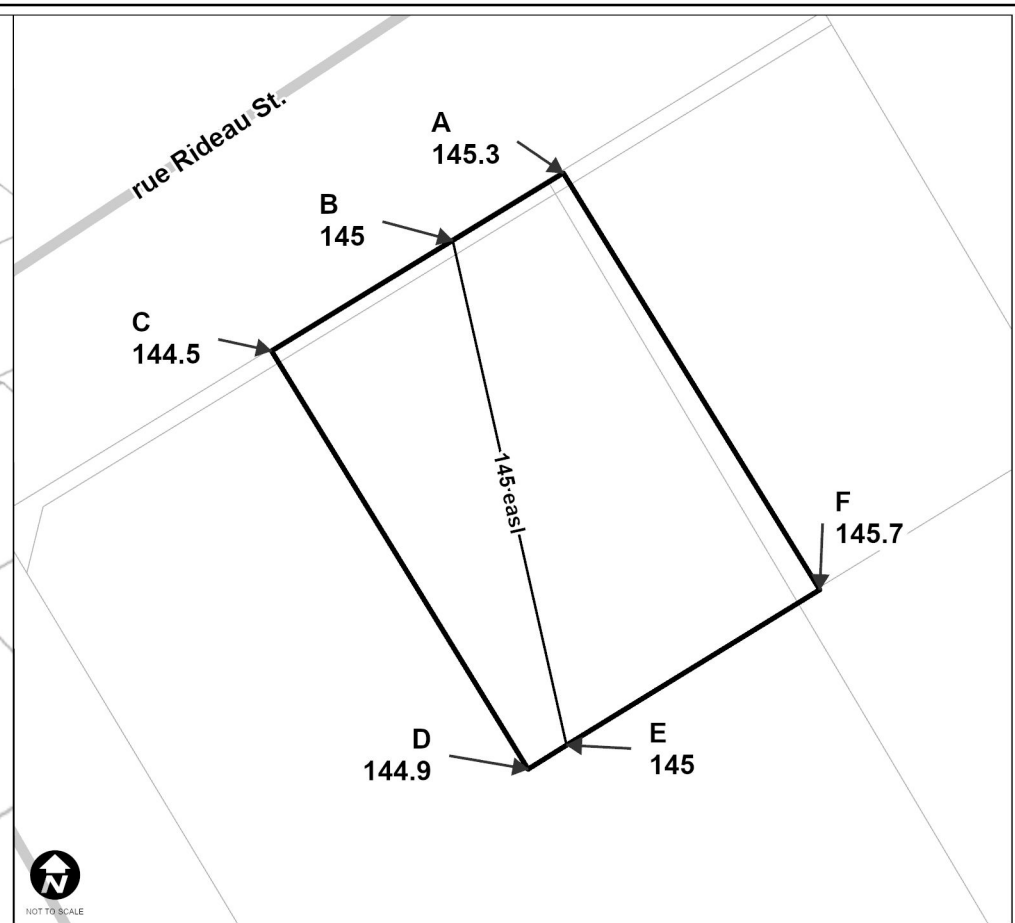 rue Rideau St.
A
145.3
B
145
C
144.5
145·easl
F
145.7
D
144.9
E
145
N
NOT TO SCALE